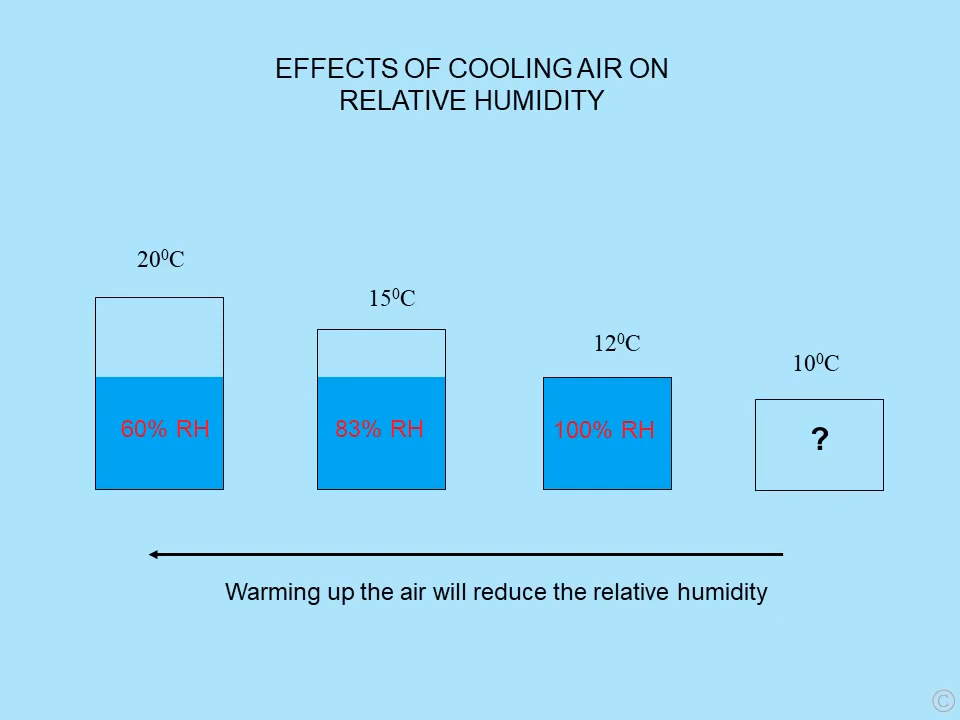 EFFECTS OF COOLING AIR ON
RELATIVE HUMIDITY
20⁰C
15⁰C
12⁰C
10⁰C
60% RH
83% RH
100% RH
?
Warming up the air will reduce the relative humidity
©